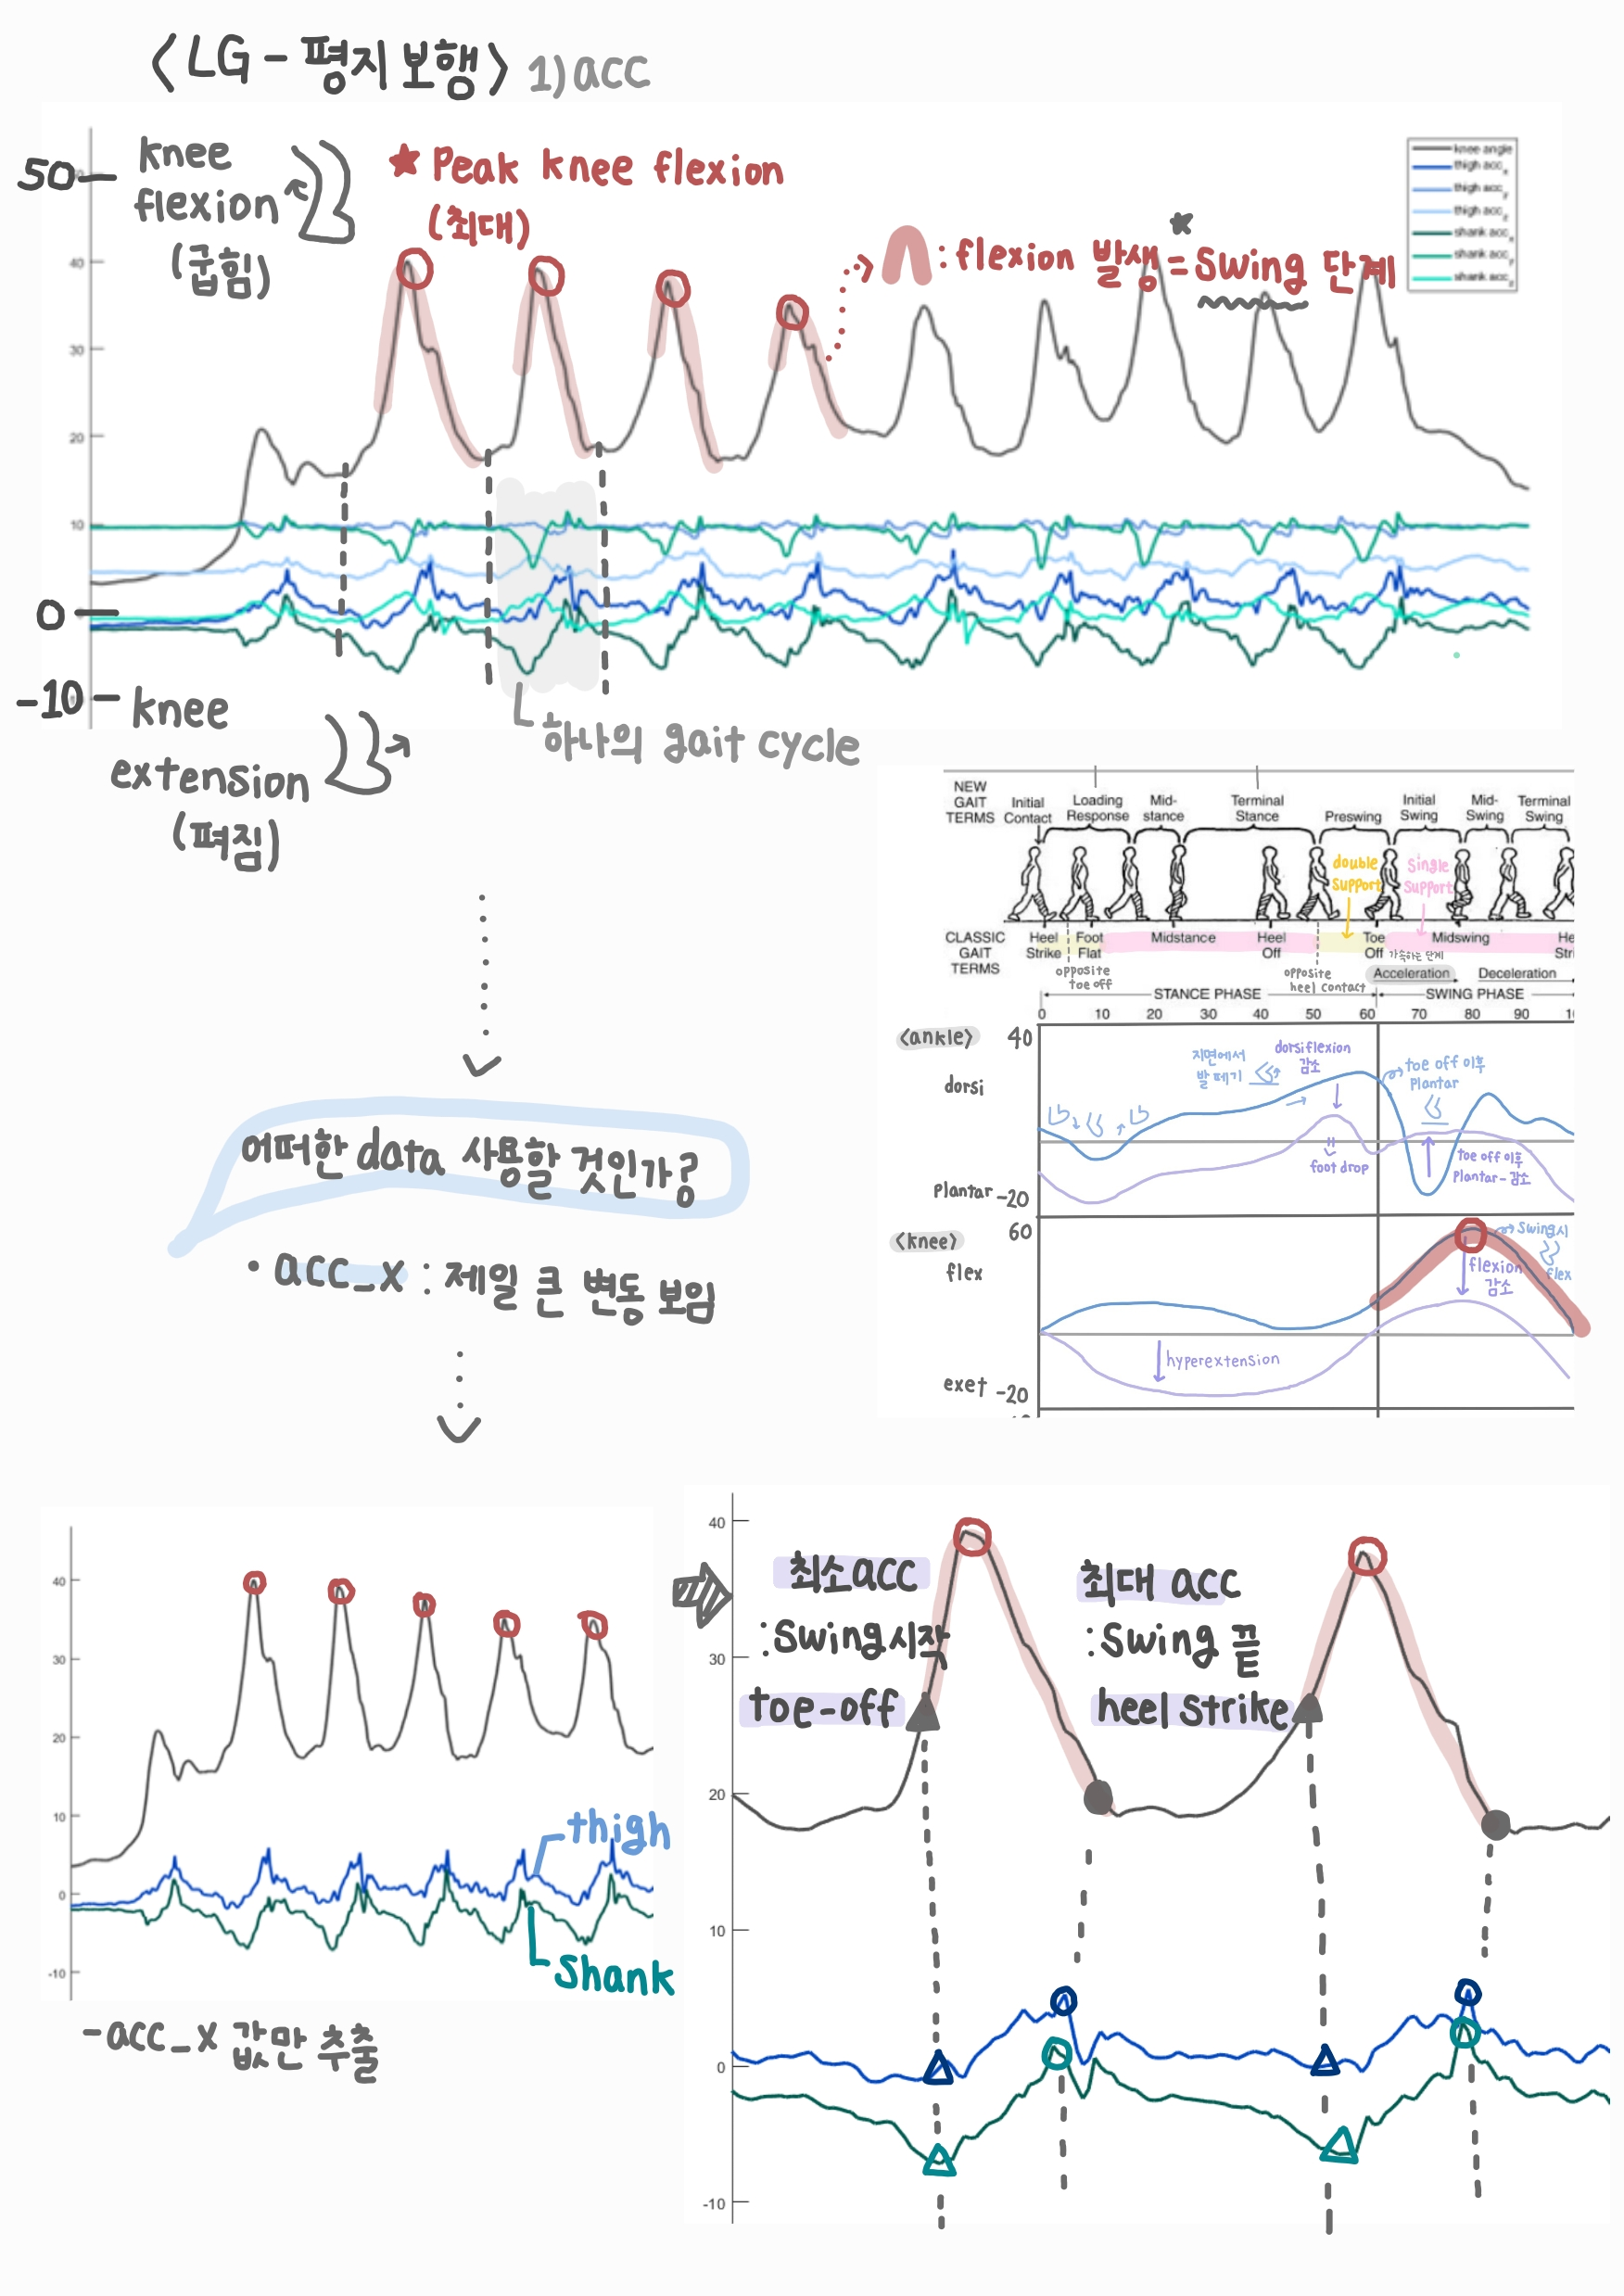 <LG - 평지 보행> 1) acc
50
knee
flexion
(굽힘)
★ Peak knee flexion
(최대)
: flexion 발생 = swing 단계
knee angle
thigh acc x
thigh acc y
thigh acc z
shank acc x
shank acc y
shank acc z
40
30
20
10
0
-10
knee
extension
(펴짐)
하나의 gait cycle
NEW
GAIT
TERMS
Initial
Contact
Loading
Response
Mid-
stance
Terminal
Stance
Preswing
Initial
Swing
Mid-
Swing
Terminal
Swing
double
support
single
support
CLASSIC
GAIT
TERMS
Heel
Strike
Foot
Flat
Midstance
Heel
Off
Toe
Off
Midswing
He
Stri
가속하는 단계
opposite
toe off
opposite
heel contact
Acceleration
Deceleration
STANCE PHASE
SWING PHASE
0 10 20 30 40 50 60 70 80 90 10
<ankle>
40
dorsi
지면에서
발 떼기
dorsiflexion
감소
toe off 이후
plantar
foot drop
toe off 이후
plantar-감소
plantar -20
60
<knee>
flex
swing시
flex
flexion
감소
hyperextension
exet -20
어떠한 data 사용할 것인가?
• acc_x : 제일 큰 변동 보임
40
30
20
10
0
-10
thigh
shank
-acc_x 값만 추출
40
30
20
10
0
-10
최소 acc
: swing 시작
toe-off
최대 acc
: swing 끝
heel strike